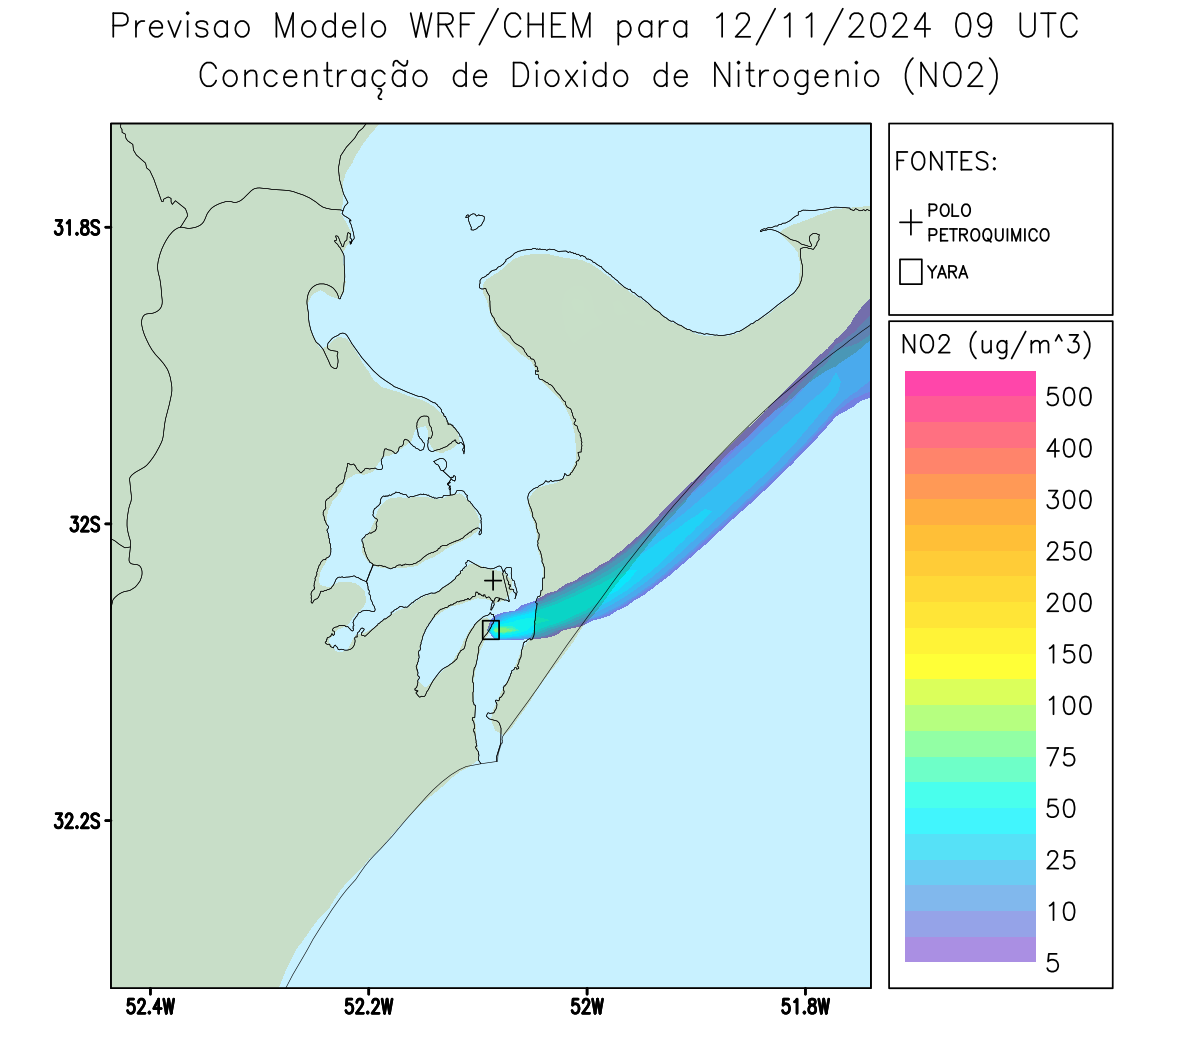 Previsao Modelo WRF/CHEM para 12/11/2024 09 UTC
Concentração de Dioxido de Nitrogenio (NO2)
FONTES:
POLO
PETROQUIMICO
YARA
NO2 (ug/m^3)
500
400
300
250
200
150
100
75
50
25
10
5
31.8S
32S
32.2S
52.4W
52.2W
52W
51.8W